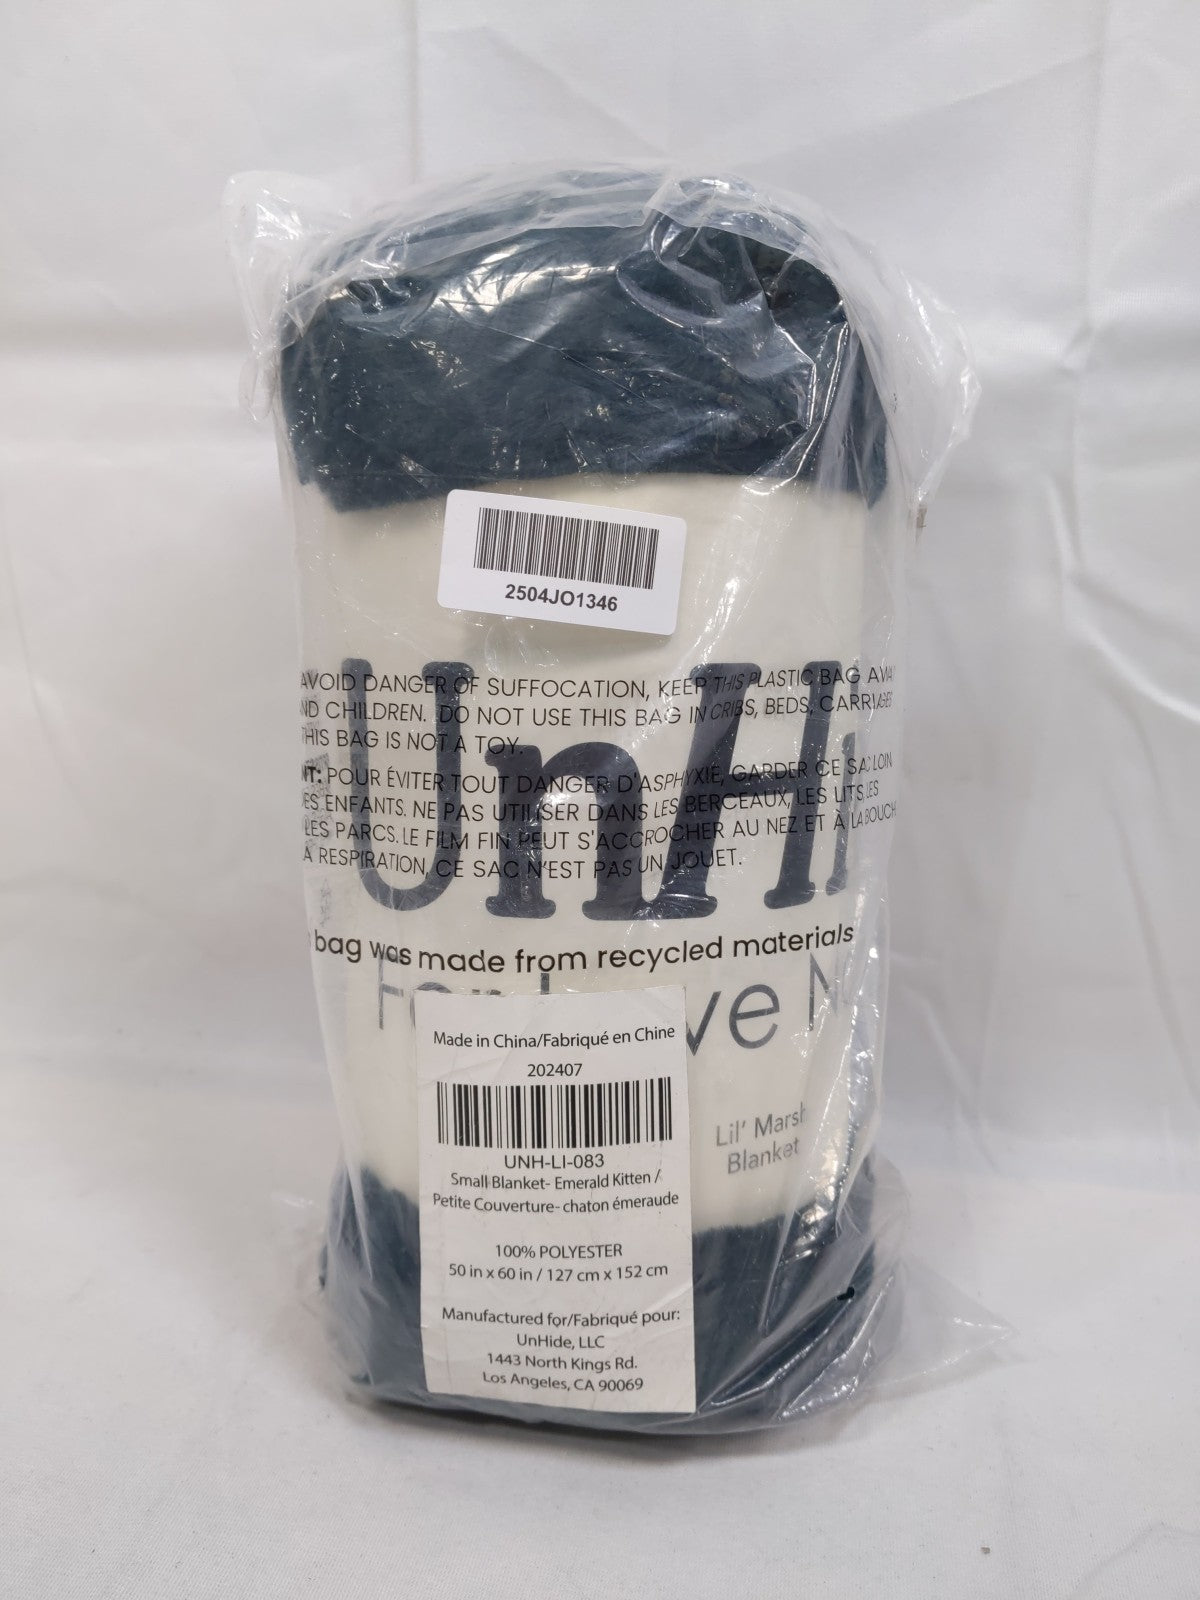 2504JO1346
UnHi
AVOID DANGER OF SUFFOCATION, KEEP THIS PLASTIC BAG
CHILDREN. DO NOT USE THIS BAG IN CRIBS, BEDS, CARRIAGES
THIS BAG IS NOT A TOY.
POUR ÉVITER TOUT DANGER D'ASPHYXIE, GARDER CE SAC LOIN
ENFANTS. NE PAS UTILISER DANS LES BERCEAUX, LES LITS, LES
LES PARCS. LE FILM FIN PEUT S'ACCROCHER AU NEZ ET À LA
RESPIRATION, CE SAC N'EST PAS UN JOUET.
bag was made from recycled materials
Made in China/Fabriqué en Chine
202407
UNH-LI-083
Small Blanket- Emerald Kitten /
Petite Couverture- chaton émeraude
100% POLYESTER
50 in x 60 in / 127 cm x 152 cm
Manufactured for/Fabriqué pour:
UnHide, LLC
1443 North Kings Rd.
Los Angeles, CA 90069
Lil' Marsh
Blanket